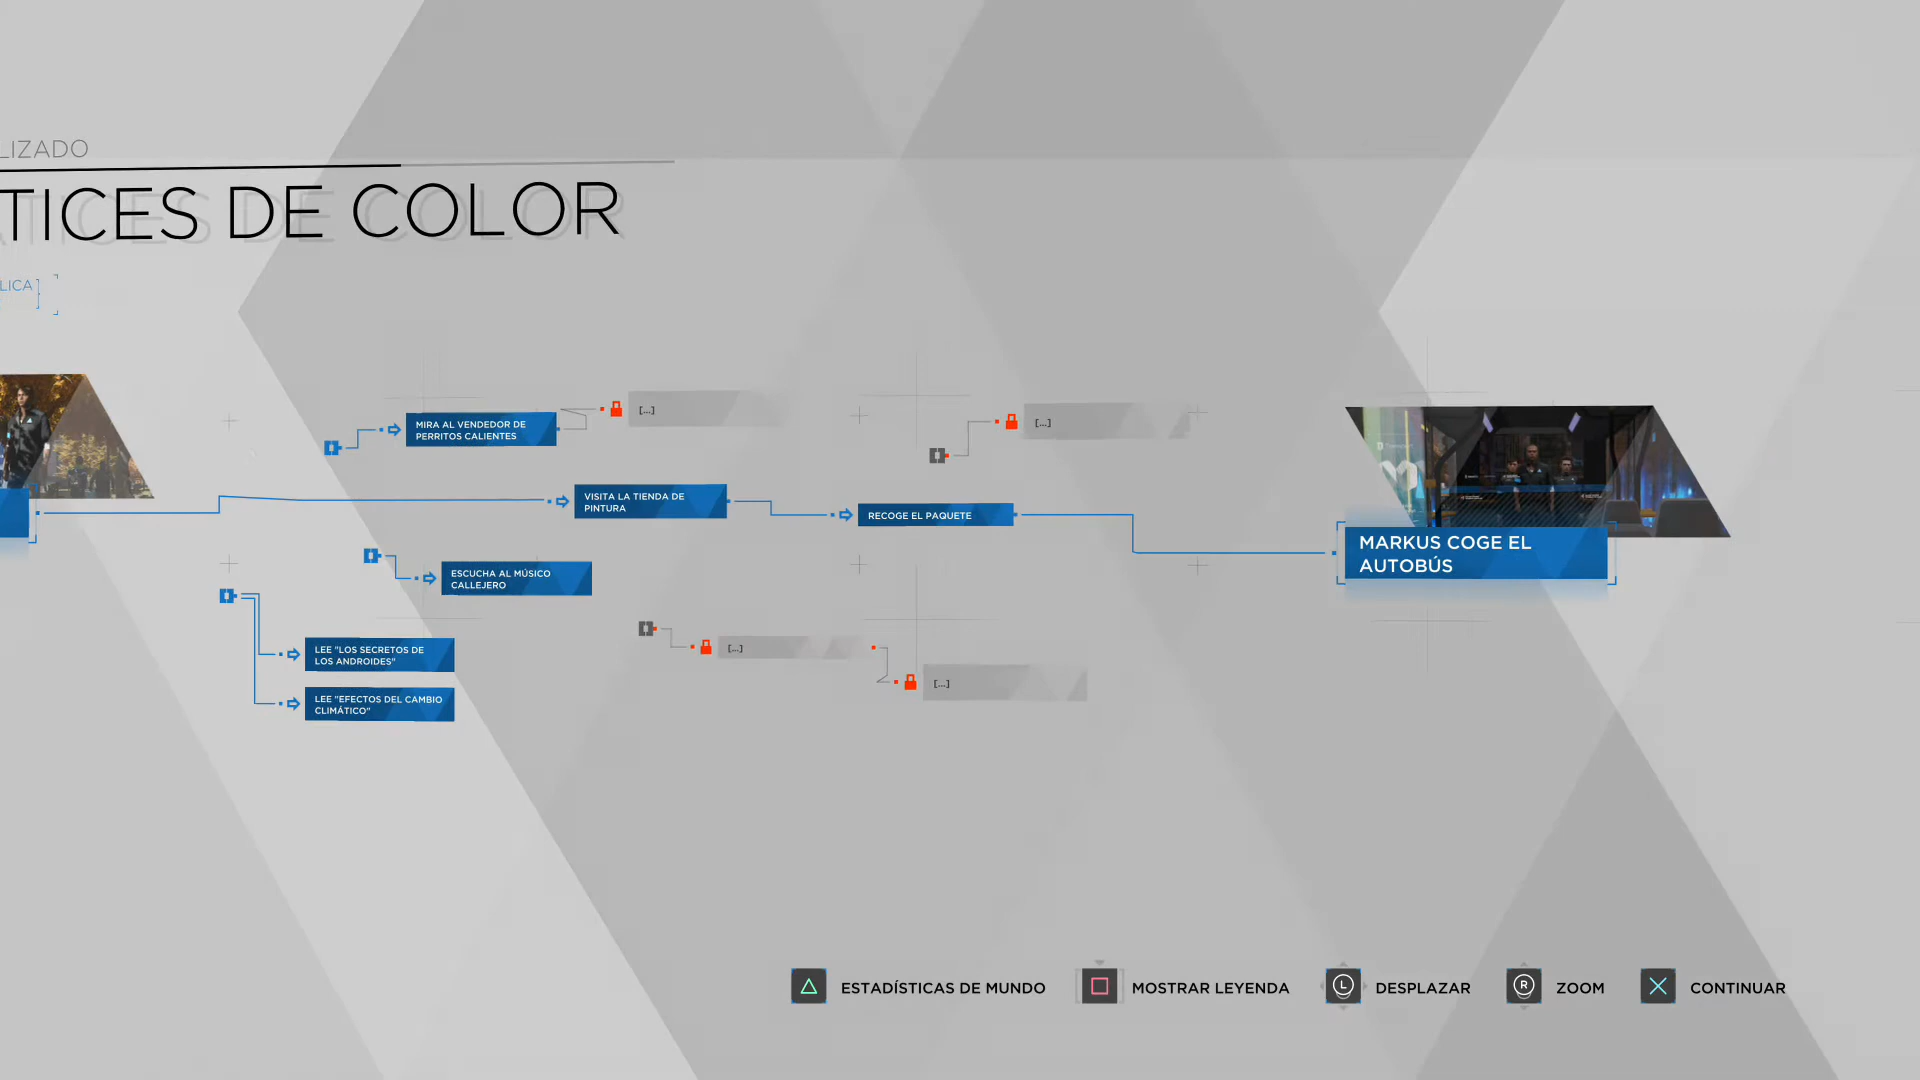 LIZADO
TICES DE COLOR
LICA
[...]
MIRA AL VENDEDOR DE
PERRITOS CALIENTES
[...]
VISITA LA TIENDA DE
PINTURA
RECOGE EL PAQUETE
MARKUS COGE EL
AUTOBÚS
ESCUCHA AL MÚSICO
CALLEJERO
[...]
LEE "LOS SECRETOS DE
LOS ANDROIDES"
[...]
LEE "EFECTOS DEL CAMBIO
CLIMÁTICO"
ESTADÍSTICAS DE MUNDO
MOSTRAR LEYENDA
L
DESPLAZAR
R
ZOOM
CONTINUAR